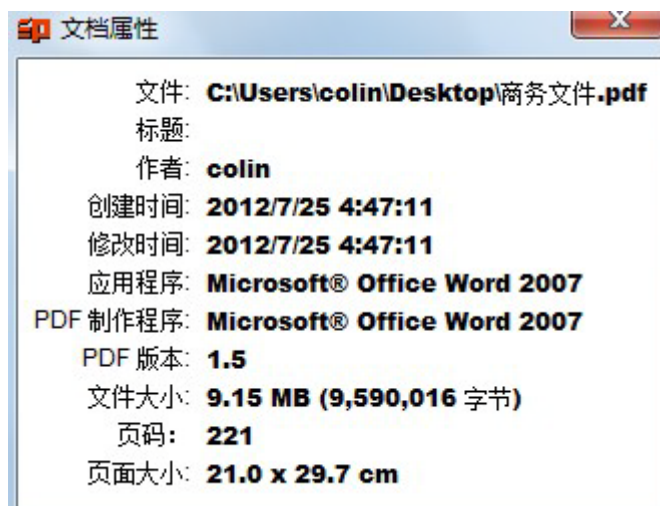 文档属性
文件: C:\Users\colin\Desktop\商务文件.pdf
标题:
作者: colin
创建时间: 2012/7/25 4:47:11
修改时间: 2012/7/25 4:47:11
应用程序: Microsoft® Office Word 2007
PDF 制作程序: Microsoft® Office Word 2007
PDF 版本: 1.5
文件大小: 9.15 MB (9,590,016 字节)
页码: 221
页面大小: 21.0 x 29.7 cm